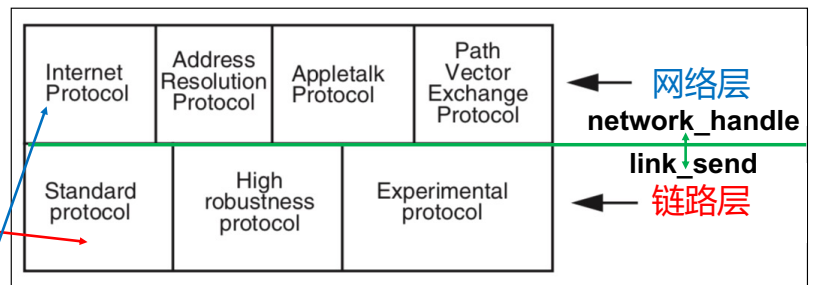 Internet
Protocol
Address
Resolution
Protocol
Appletalk
Protocol
Path
Vector
Exchange
Protocol
网络层
network_handle
link_send
Standard
protocol
High
robustness
protocol
Experimental
protocol
链路层